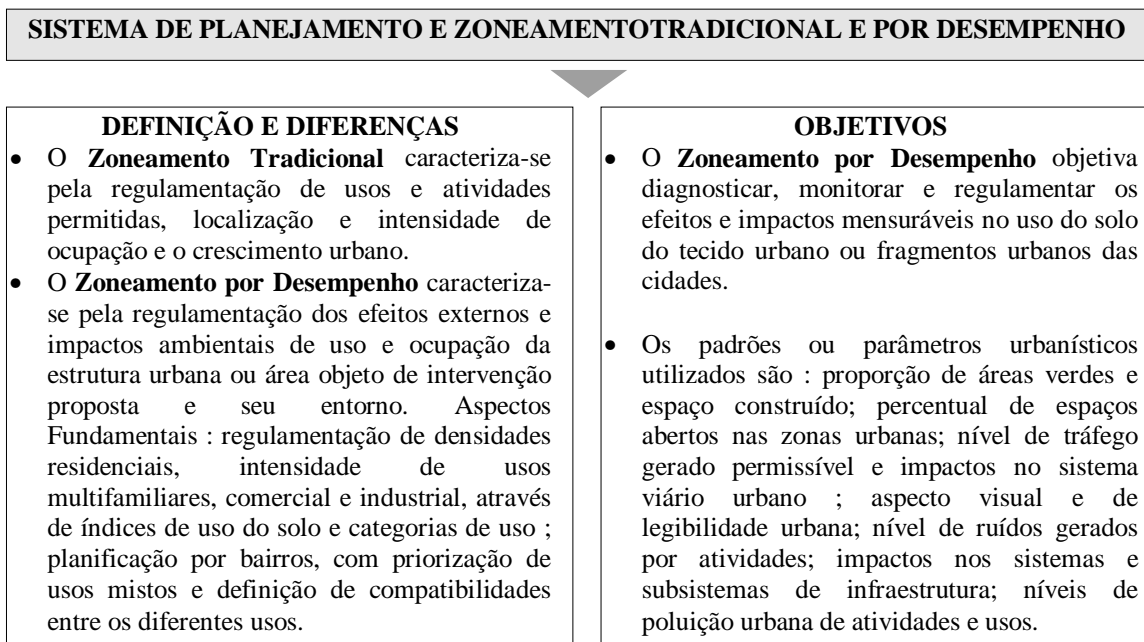 SISTEMA DE PLANEJAMENTO E ZONEAMENTOTRADICIONAL E POR DESEMPENHO
DEFINIÇÃO E DIFERENÇAS
• O Zoneamento Tradicional caracteriza-se
pela regulamentação de usos e atividades
permitidas, localização e intensidade de
ocupação e o crescimento urbano.
• O Zoneamento por Desempenho caracteriza-
se pela regulamentação dos efeitos externos e
impactos ambientais de uso e ocupação da
estrutura urbana ou área objeto de intervenção
proposta e seu entorno. Aspectos
Fundamentais : regulamentação de densidades
residenciais, intensidade de usos
multifamiliares, comercial e industrial, através
de índices de uso do solo e categorias de uso ;
planificação por bairros, com priorização de
usos mistos e definição de compatibilidades
entre os diferentes usos.
OBJETIVOS
• O Zoneamento por Desempenho objetiva
diagnosticar, monitorar e regulamentar os
efeitos e impactos mensuráveis no uso do solo
do tecido urbano ou fragmentos urbanos das
cidades.
• Os padrões ou parâmetros urbanísticos
utilizados são : proporção de áreas verdes e
espaço construído; percentual de espaços
abertos nas zonas urbanas; nível de tráfego
gerado permissível e impactos no sistema
viário urbano ; aspecto visual e de
legibilidade urbana; nível de ruídos gerados
por atividades; impactos nos sistemas e
subsistemas de infraestrutura; níveis de
poluição urbana de atividades e usos.